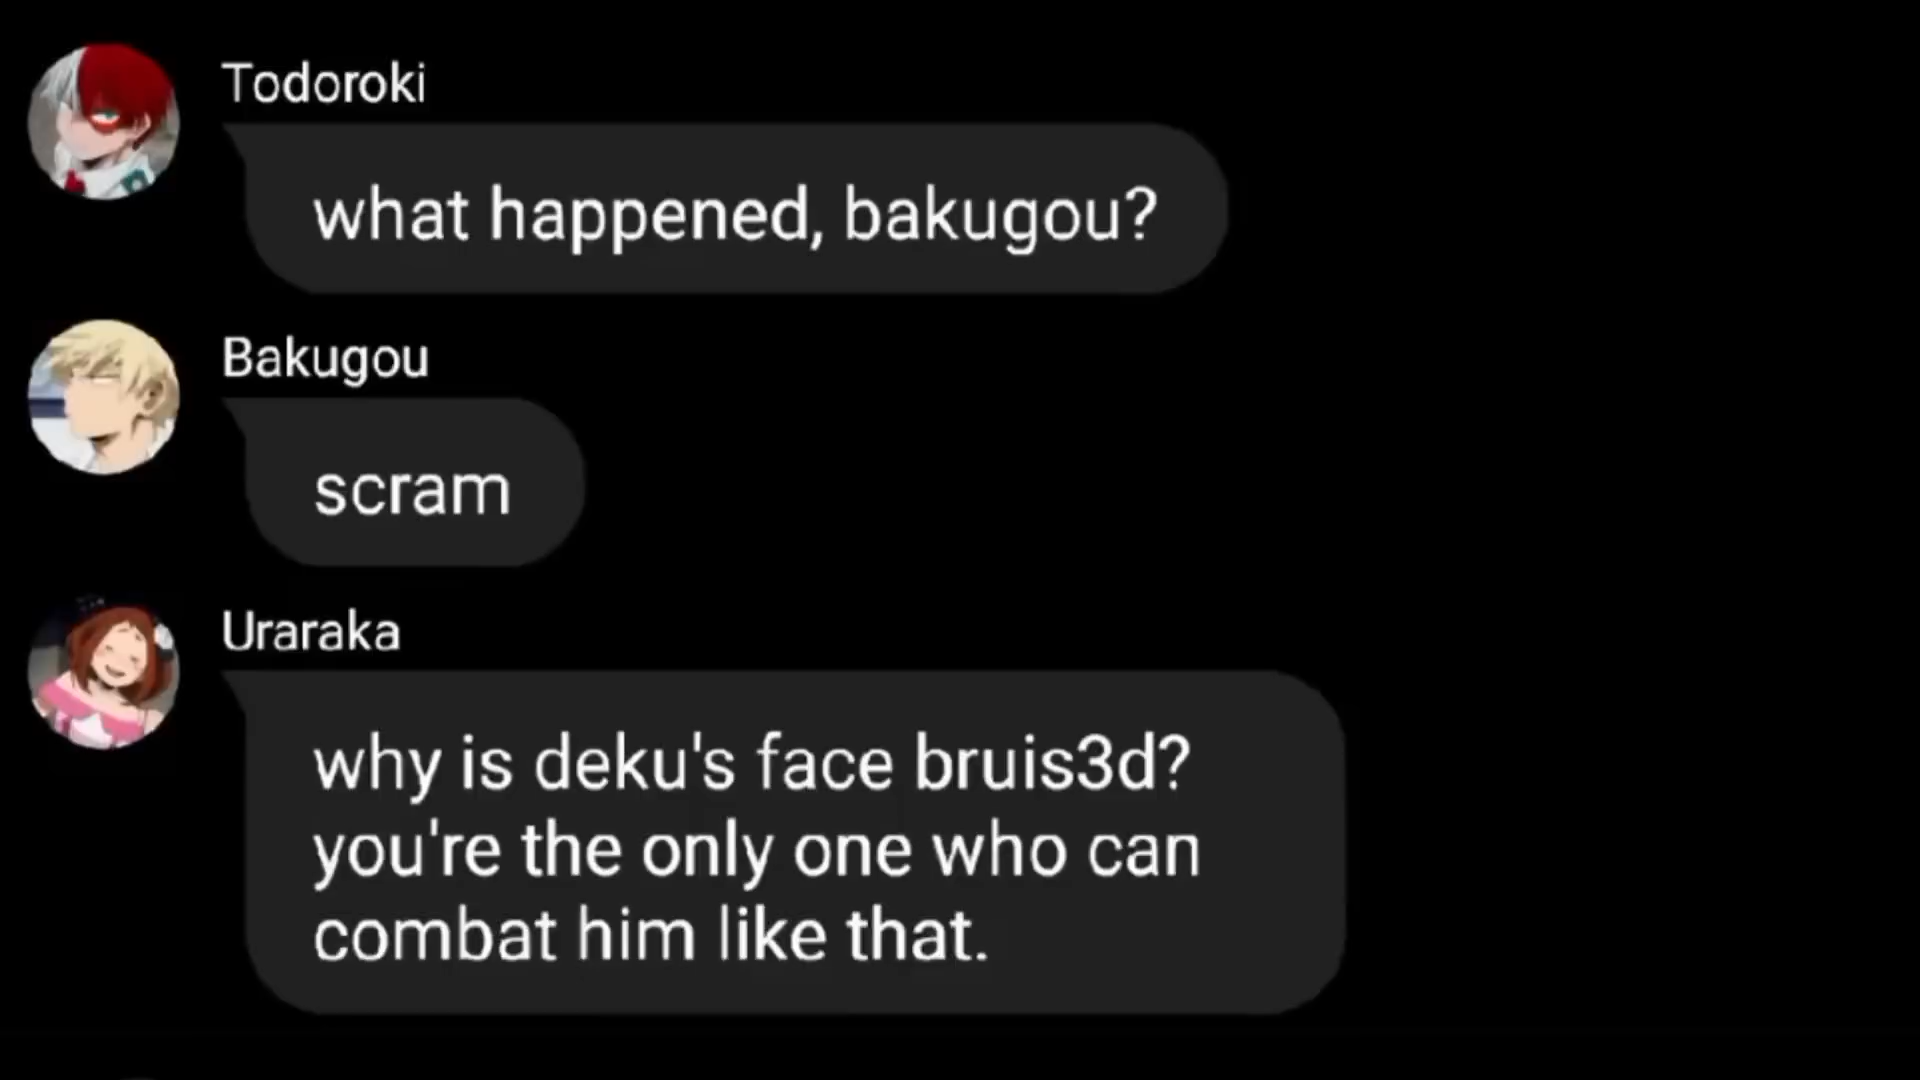 Todoroki
what happened, bakugou?
Bakugou
scram
Uraraka
why is deku's face bruis3d?
you're the only one who can
combat him like that.